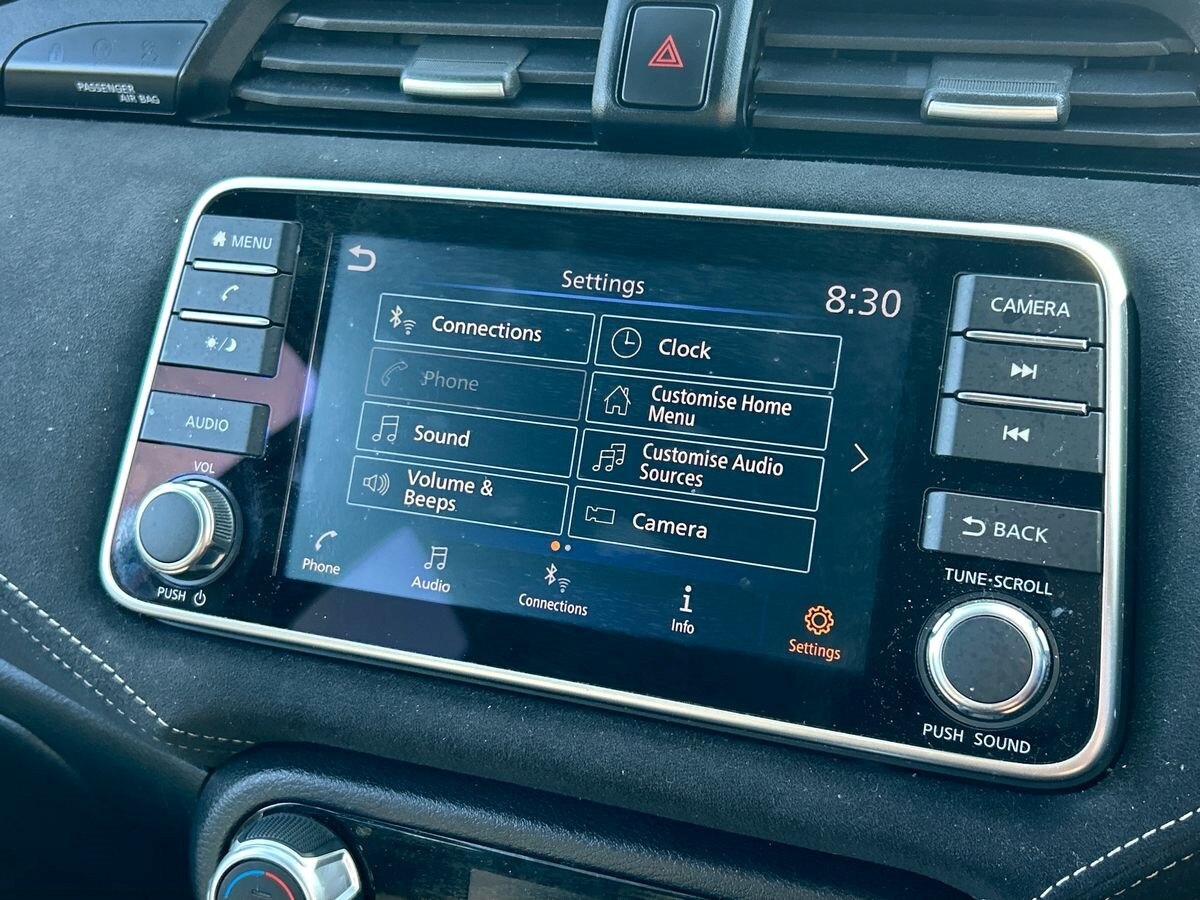 PASSENGER
AIR BAG
MENU
AUDIO
VOL
PUSH
Settings
8:30
Connections
Clock
Phone
Customise Home
Menu
Sound
Customise Audio
Sources
Volume &
Beeps
Camera
Phone
Audio
Connections
Info
Settings
CAMERA
BACK
TUNE·SCROLL
PUSH SOUND